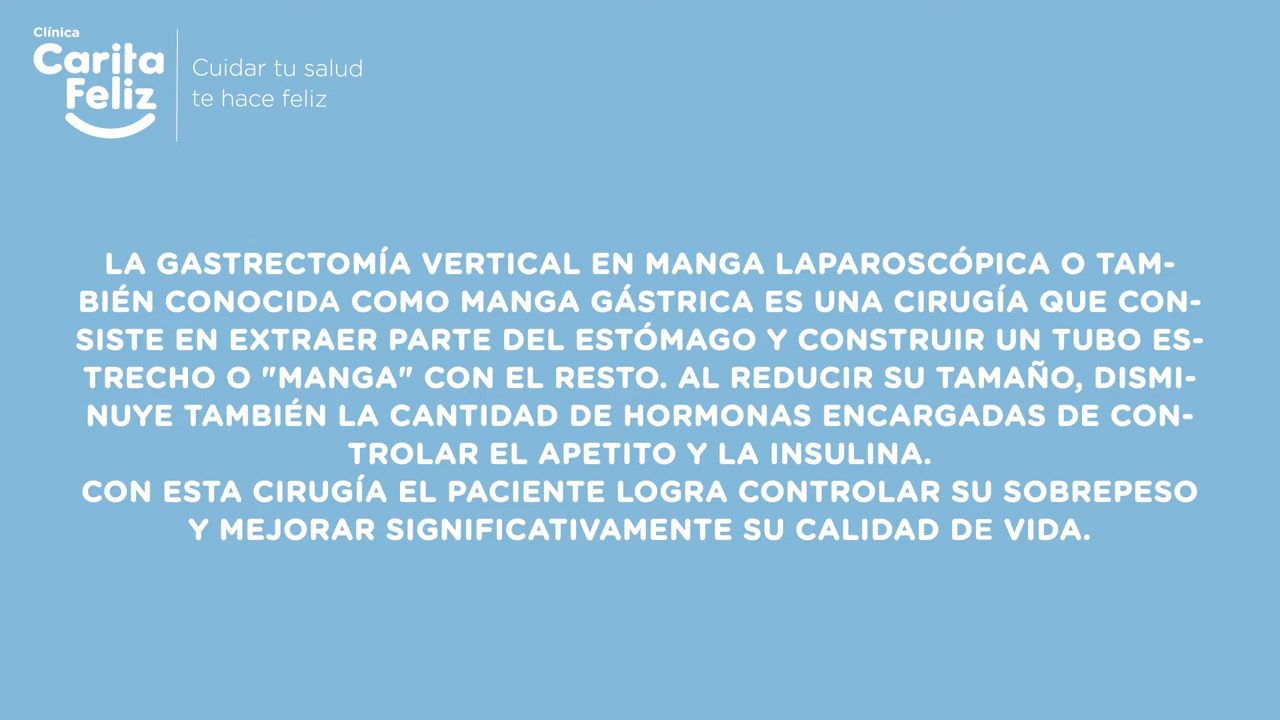 Clínica
Carita
Feliz
Cuidar tu salud
te hace feliz
LA GASTRECTOMÍA VERTICAL EN MANGA LAPAROSCÓPICA O TAM-
BIÉN CONOCIDA COMO MANGA GÁSTRICA ES UNA CIRUGÍA QUE CON-
SISTE EN EXTRAER PARTE DEL ESTÓMAGO Y CONSTRUIR UN TUBO ES-
TRECHO O "MANGA" CON EL RESTO. AL REDUCIR SU TAMAÑO, DISMI-
NUYE TAMBIÉN LA CANTIDAD DE HORMONAS ENCARGADAS DE CON-
TROLAR EL APETITO Y LA INSULINA.
CON ESTA CIRUGÍA EL PACIENTE LOGRA CONTROLAR SU SOBREPESO
Y MEJORAR SIGNIFICATIVAMENTE SU CALIDAD DE VIDA.